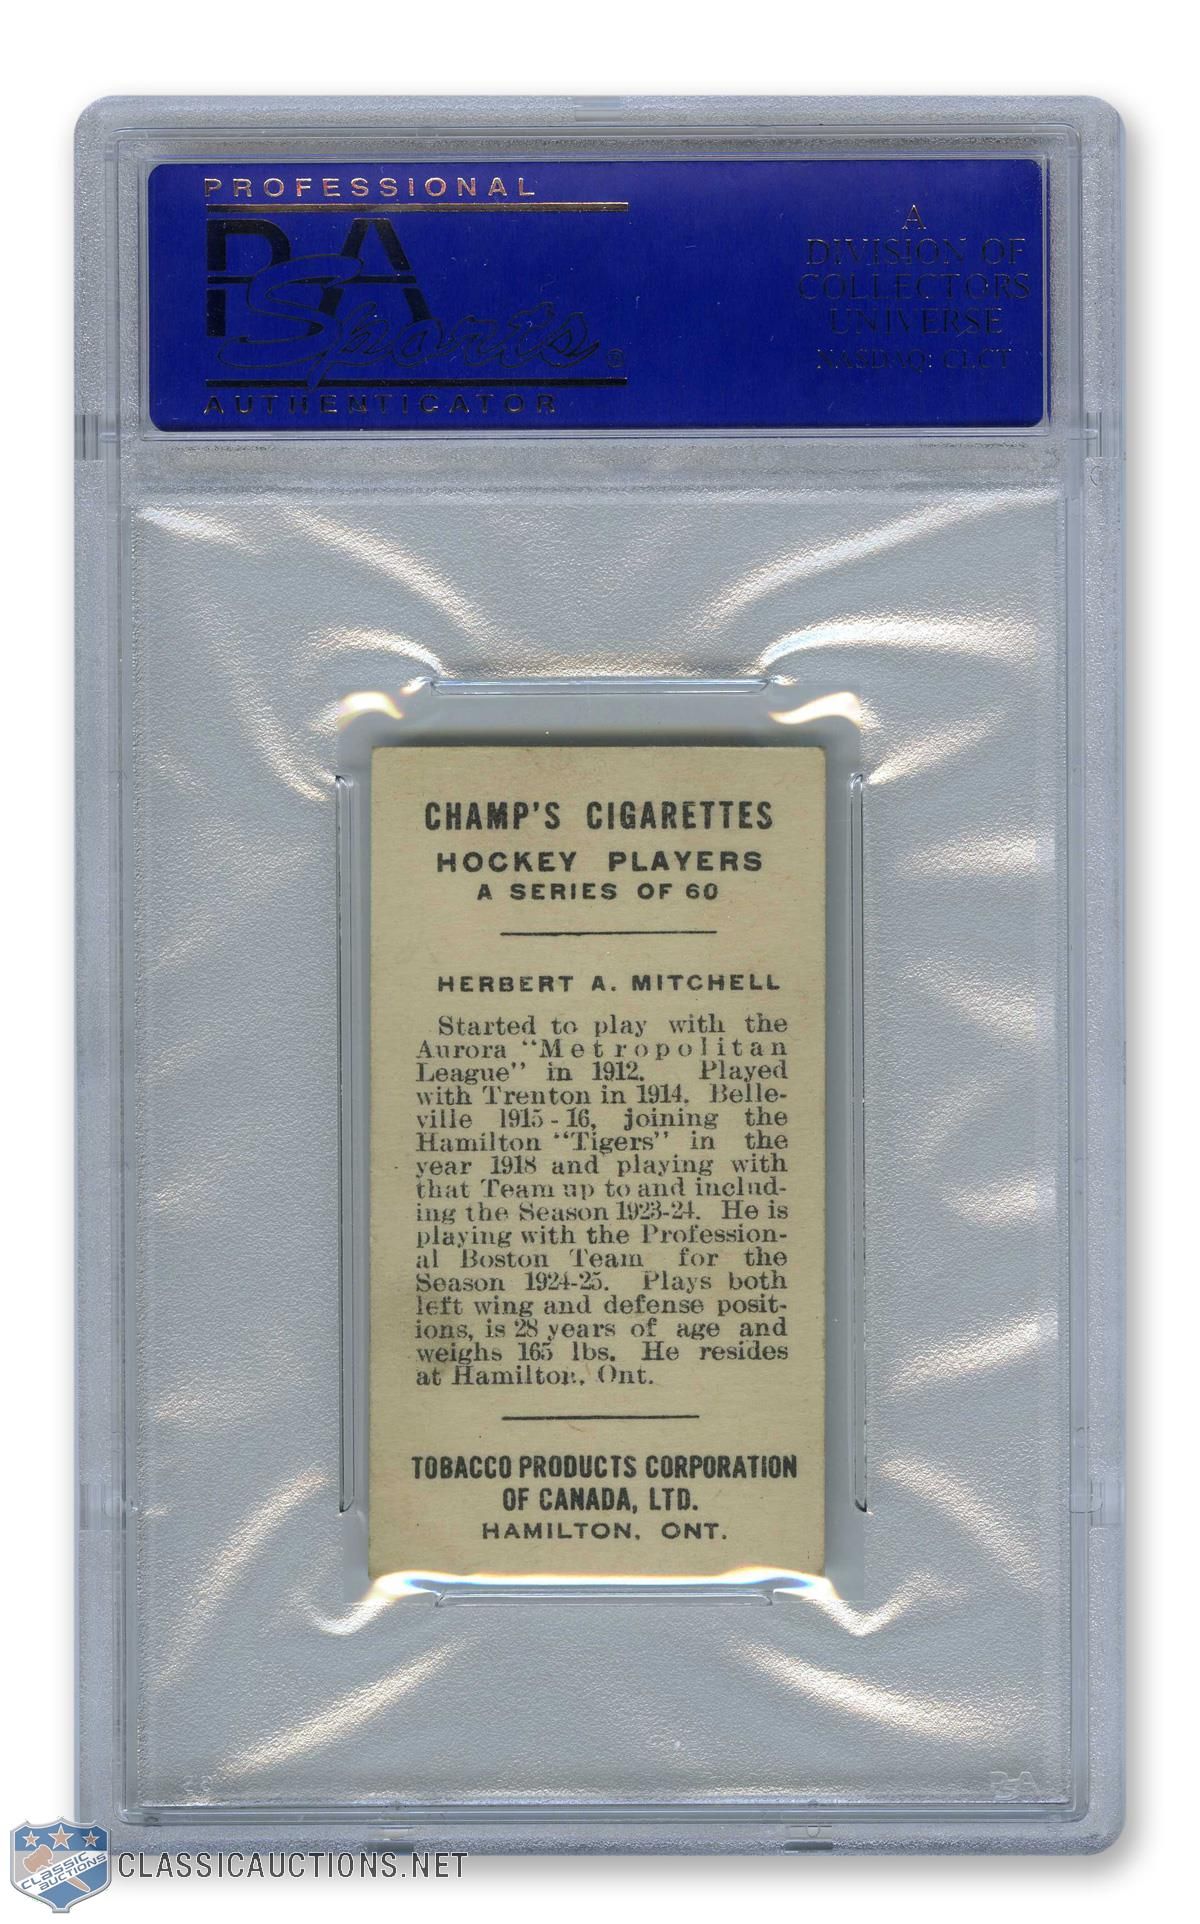 PROFESSIONAL
PSA
Sports®
AUTHENTICATOR
A
DIVISION OF
COLLECTORS
UNIVERSE
NASDAQ: CLCT
CHAMP'S CIGARETTES
HOCKEY PLAYERS
A SERIES OF 60
HERBERT A. MITCHELL
Started to play with the
Aurora "Metropolitan
League" in 1912. Played
with Trenton in 1914. Belle-
ville 1915-16, joining the
Hamilton "Tigers" in the
year 1918 and playing with
that Team up to and includ-
ing the Season 1923-24. He is
playing with the Profession-
al Boston Team for the
Season 1924-25. Plays both
left wing and defense posit-
ions, is 28 years of age and
weighs 165 lbs. He resides
at Hamilton, Ont.
TOBACCO PRODUCTS CORPORATION
OF CANADA, LTD.
HAMILTON, ONT.
PSA
CLASSIC
AUCTIONS
CLASSICAUCTIONS.NET